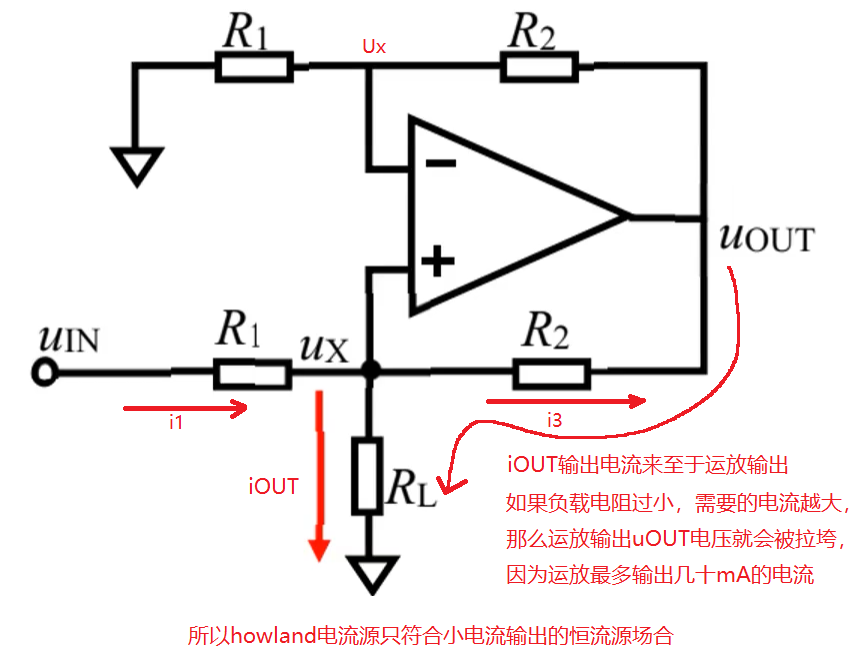 R1
Ux
R2
uOUT
uIN
R1
uX
R2
i1
i3
iOUT
RL
iOUT输出电流来至于运放输出
如果负载电阻过小，需要的电流越大，
那么运放输出uOUT电压就会被拉垮，
因为运放最多输出几十mA的电流
所以howland电流源只符合小电流输出的恒流源场合